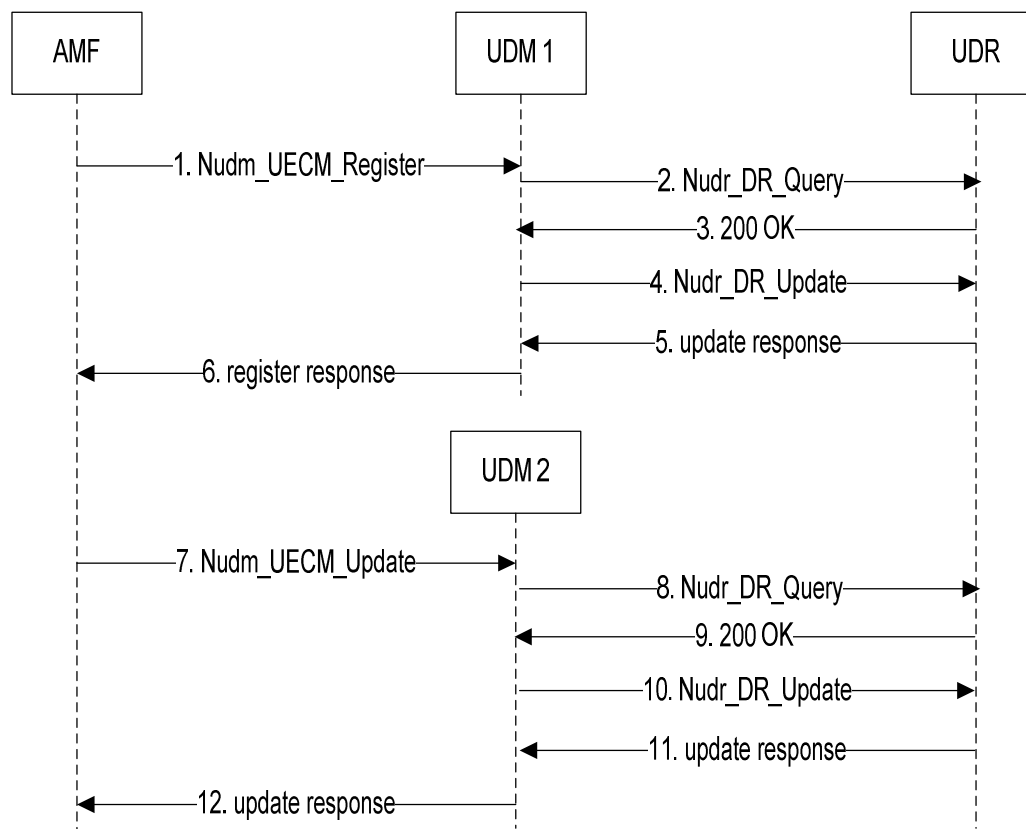 AMF
UDM 1
UDR
1. Nudm_UECM_Register
2. Nudr_DR_Query
3. 200 OK
4. Nudr_DR_Update
5. update response
6. register response
UDM 2
7. Nudm_UECM_Update
8. Nudr_DR_Query
9. 200 OK
10. Nudr_DR_Update
11. update response
12. update response